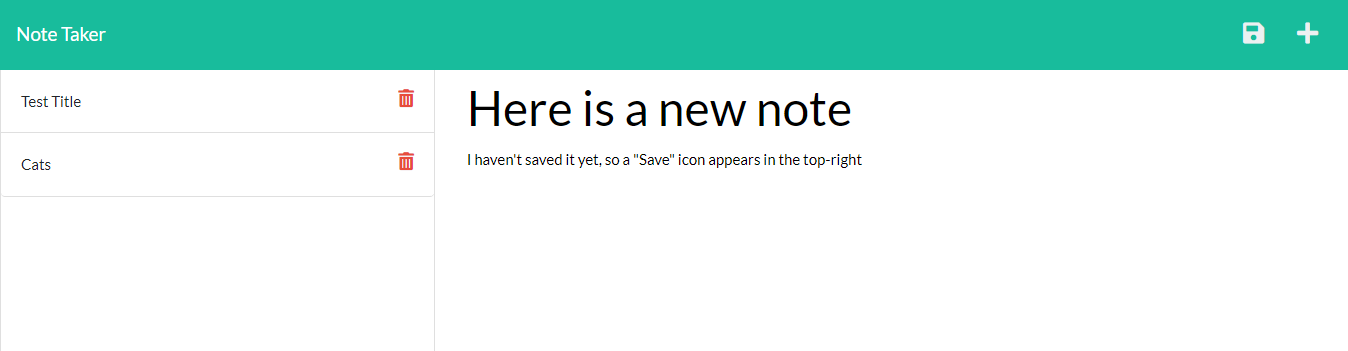 Note Taker
Test Title
Cats
Here is a new note
I haven't saved it yet, so a "Save" icon appears in the top-right